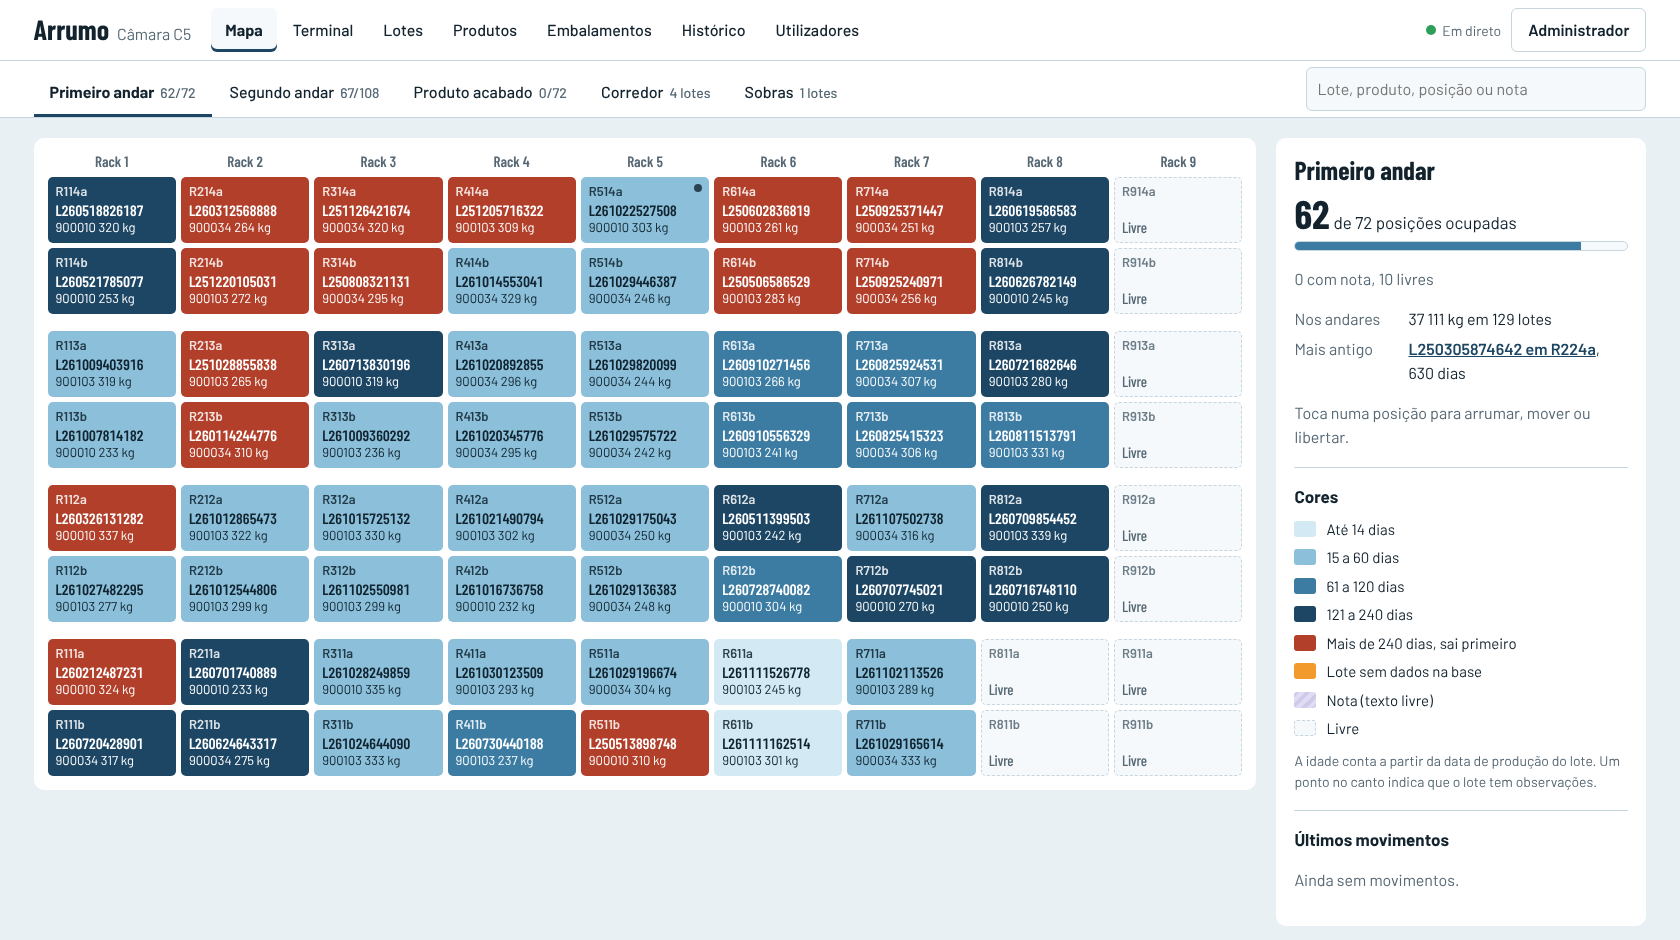 Arrumo Câmara C5 Mapa Terminal Lotes Produtos Embalamentos Histórico Utilizadores Em direto Administrador
Primeiro andar 62/72 Segundo andar 67/108 Produto acabado 0/72 Corredor 4 lotes Sobras 1 lotes Lote, produto, posição ou nota
Rack 1 Rack 2 Rack 3 Rack 4 Rack 5 Rack 6 Rack 7 Rack 8 Rack 9
R114a R214a R314a R414a R514a R614a R714a R814a R914a
L260518826187 L260312568888 L251126421674 L251205716322 L261022527508 L250602836819 L250925371447 L260619586583
900010 320 kg 900034 264 kg 900034 320 kg 900103 309 kg 900010 303 kg 900103 261 kg 900034 251 kg 900103 257 kg Livre
R114b R214b R314b R414b R514b R614b R714b R814b R914b
L260521785077 L251220105031 L250808321131 L261014553041 L261029446387 L250506586529 L250925240971 L260626782149
900010 253 kg 900103 272 kg 900034 295 kg 900034 329 kg 900034 246 kg 900103 283 kg 900034 256 kg 900010 245 kg Livre
R113a R213a R313a R413a R513a R613a R713a R813a R913a
L261009403916 L251028855838 L260713830196 L261020892855 L261029820099 L260910271456 L260825924531 L260721682646
900103 319 kg 900103 265 kg 900010 319 kg 900034 296 kg 900034 244 kg 900103 266 kg 900034 307 kg 900103 280 kg Livre
R113b R213b R313b R413b R513b R613b R713b R813b R913b
L261007814182 L260114244776 L261009360292 L261020345776 L261029575722 L260910556329 L260825415323 L260811513791
900010 233 kg 900034 310 kg 900103 236 kg 900034 295 kg 900034 242 kg 900103 241 kg 900034 306 kg 900103 331 kg Livre
R112a R212a R312a R412a R512a R612a R712a R812a R912a
L260326131282 L261012865473 L261015725132 L261021490794 L261029175043 L260511399503 L261107502738 L260709854452
900010 337 kg 900103 322 kg 900103 330 kg 900103 302 kg 900034 250 kg 900103 242 kg 900034 316 kg 900103 339 kg Livre
R112b R212b R312b R412b R512b R612b R712b R812b R912b
L261027482295 L261012544806 L261102550981 L261016736758 L261029136383 L260728740082 L260707745021 L260716748110
900103 277 kg 900103 299 kg 900103 299 kg 900010 232 kg 900034 248 kg 900010 304 kg 900010 270 kg 900010 250 kg Livre
R111a R211a R311a R411a R511a R611a R711a R811a R911a
L260212487231 L260701740889 L261028249859 L261030123509 L261029196674 L261111526778 L261102113526
900010 324 kg 900010 233 kg 900010 335 kg 900103 293 kg 900034 304 kg 900103 245 kg 900103 289 kg Livre Livre
R111b R211b R311b R411b R511b R611b R711b R811b R911b
L260720428901 L260624643317 L261024644090 L260730440188 L250513898748 L261111162514 L261029165614
900034 317 kg 900034 275 kg 900103 333 kg 900103 237 kg 900010 310 kg 900103 301 kg 900034 333 kg Livre Livre
Primeiro andar
62 de 72 posições ocupadas
0 com nota, 10 livres
Nos andares 37 111 kg em 129 lotes
Mais antigo L250305874642 em R224a,
630 dias
Toca numa posição para arrumar, mover ou
libertar.
Cores
Até 14 dias
15 a 60 dias
61 a 120 dias
121 a 240 dias
Mais de 240 dias, sai primeiro
Lote sem dados na base
Nota (texto livre)
Livre
A idade conta a partir da data de produção do lote. Um
ponto no canto indica que o lote tem observações.
Últimos movimentos
Ainda sem movimentos.